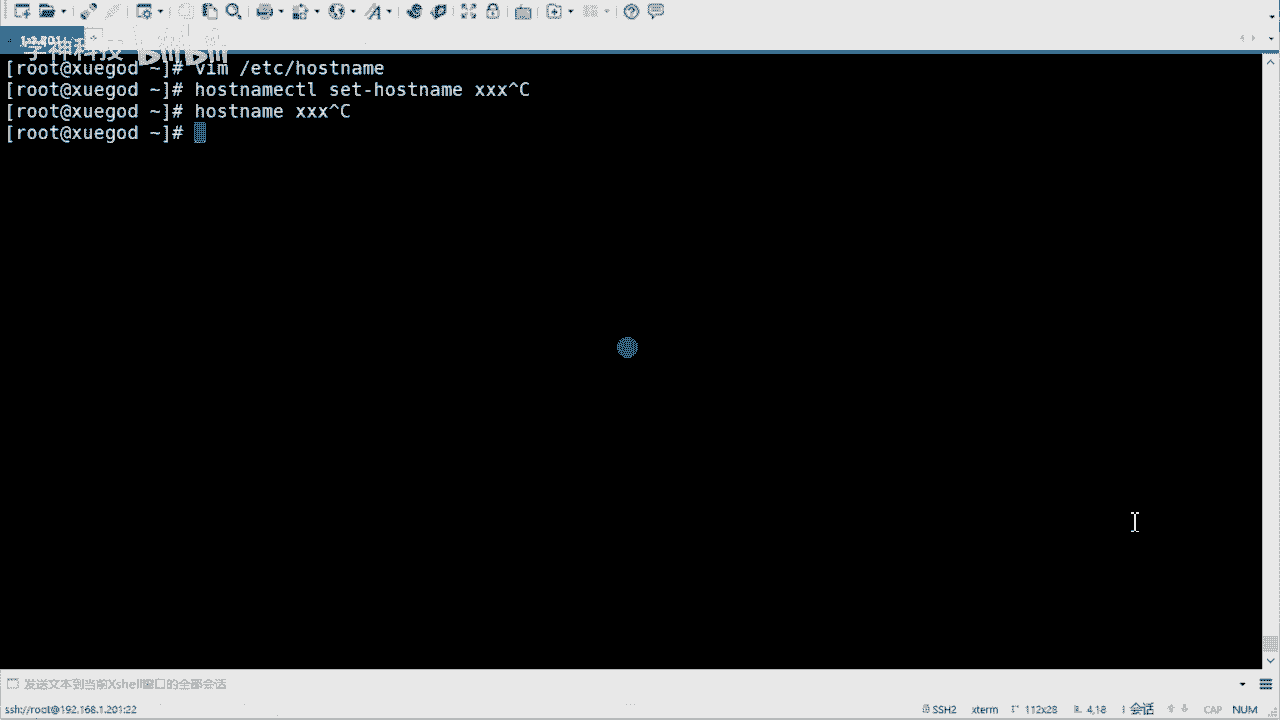 学神科技 bilibili
[root@xuegod ~]# vim /etc/hostname
[root@xuegod ~]# hostnamectl set-hostname xxx^C
[root@xuegod ~]# hostname xxx^C
[root@xuegod ~]#
发送文本到当前Xshell窗口的全部会话
ssh://root@192.168.1.201:22 SSH2 xterm 112x28 4,18 1 会话 CAP NUM